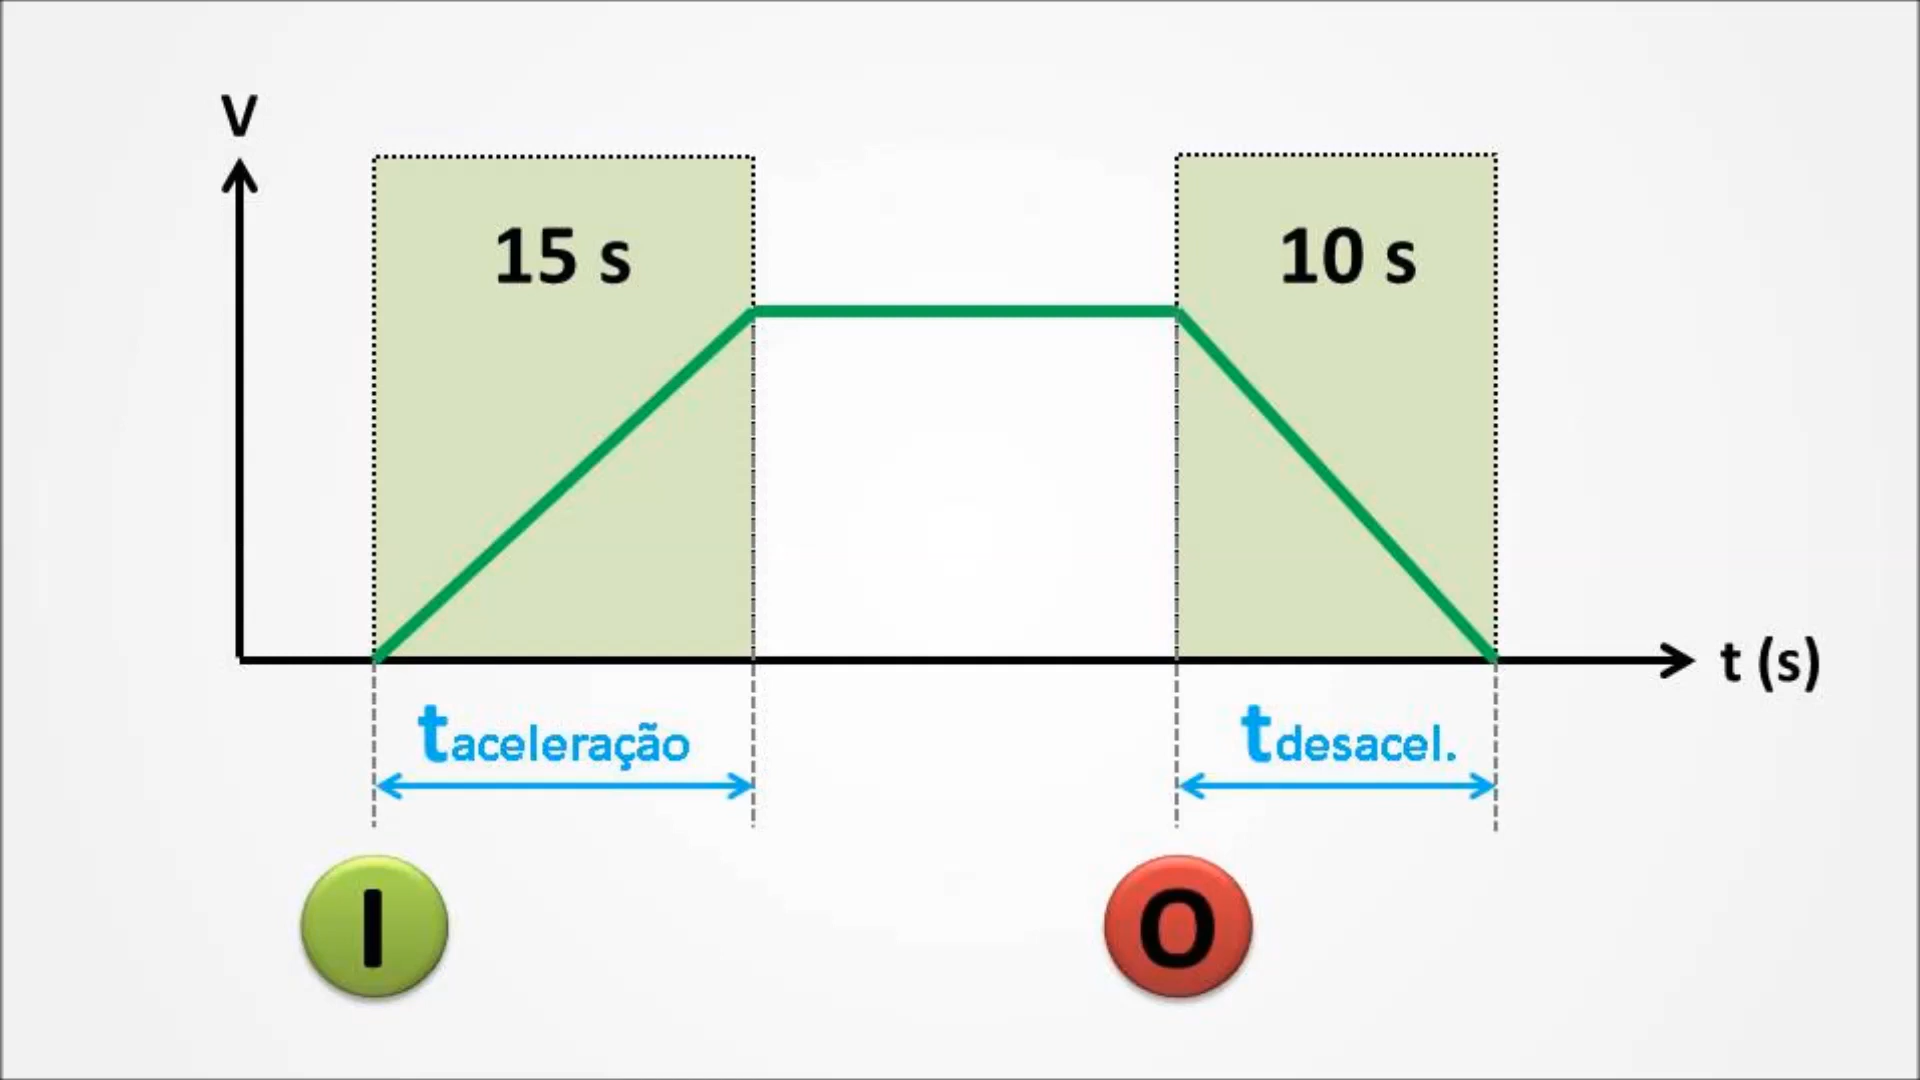 V
15 s
10 s
t (s)
taceleração
tdesacel.
I
O